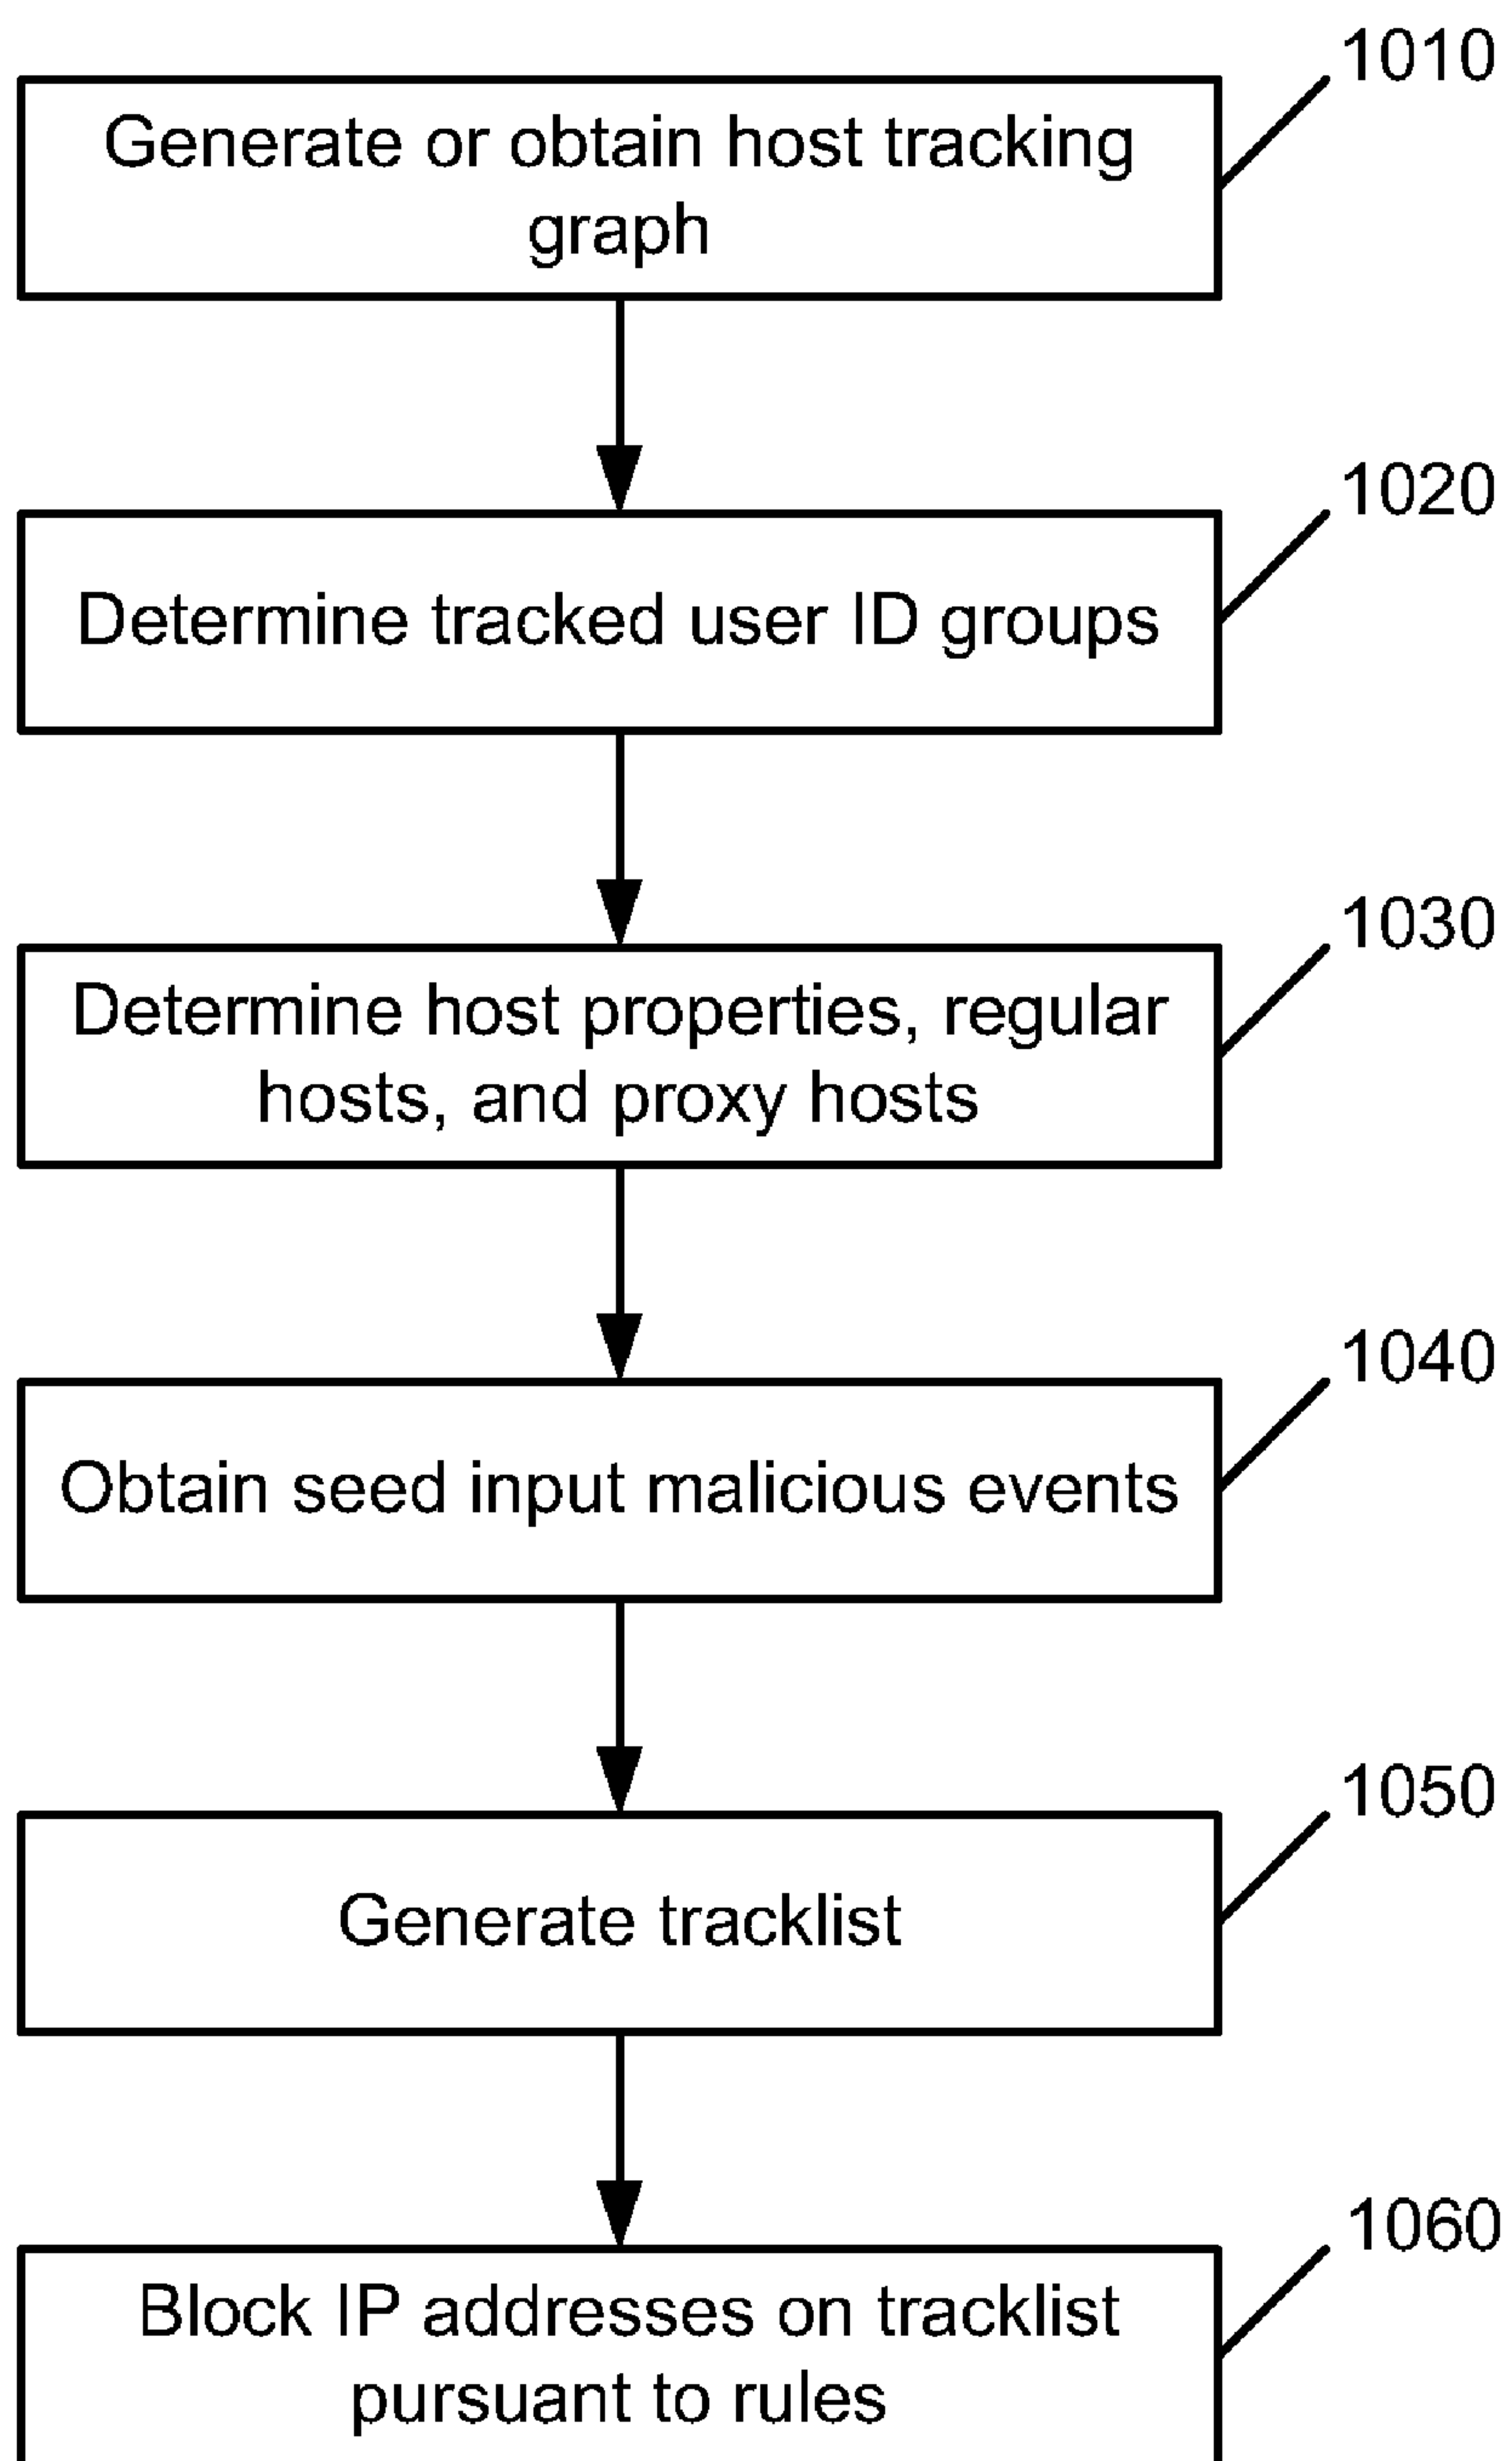 1010
Generate or obtain host tracking
graph
1020
Determine tracked user ID groups
1030
Determine host properties, regular
hosts, and proxy hosts
1040
Obtain seed input malicious events
1050
Generate tracklist
1060
Block IP addresses on tracklist
pursuant to rules